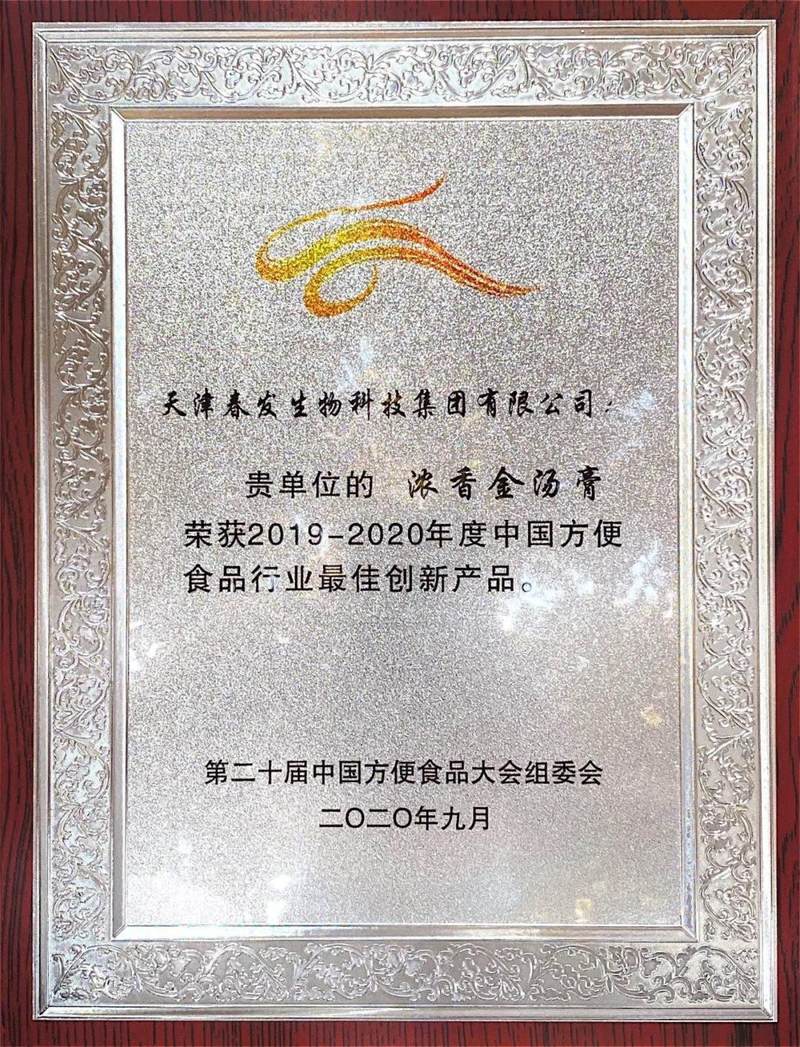 天津春发生物科技集团有限公司：
贵单位的 浓香金汤膏
荣获2019-2020年度中国方便
食品行业最佳创新产品。
第二十届中国方便食品大会组委会
二〇二〇年九月